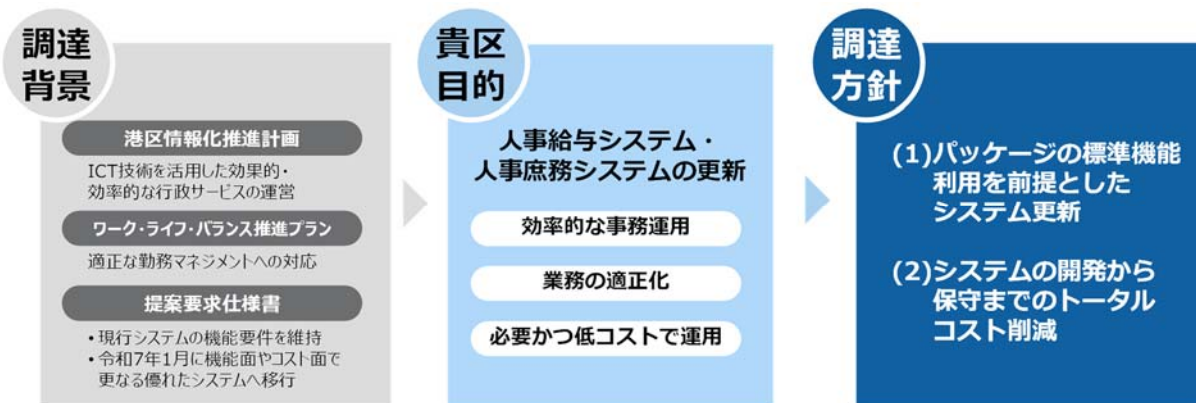 調達
背景
港区情報化推進計画
ICT技術を活用した効果的・
効率的な行政サービスの運営
ワーク・ライフ・バランス推進プラン
適正な勤務マネジメントへの対応
提案要求仕様書
・現行システムの機能要件を維持
・令和7年1月に機能面やコスト面で
更なる優れたシステムへ移行
貴区
目的
人事給与システム・
人事庶務システムの更新
効率的な事務運用
業務の適正化
必要かつ低コストで運用
調達
方針
(1)パッケージの標準機能
利用を前提とした
システム更新
(2)システムの開発から
保守までのトータル
コスト削減